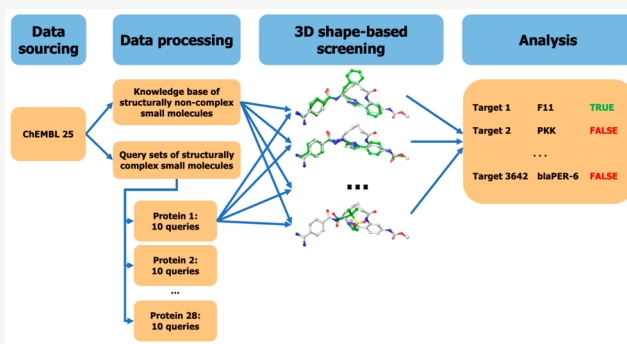 Data
sourcing
Data processing
3D shape-based
screening
Analysis
ChEMBL 25
Knowledge base of
structurally non-complex
small molecules
Query sets of structurally
complex small molecules
Protein 1:
10 queries
Protein 2:
10 queries
...
Protein 28:
10 queries
...
Target 1 F11 TRUE
Target 2 PKK FALSE
...
Target 3642 blaPER-6 FALSE